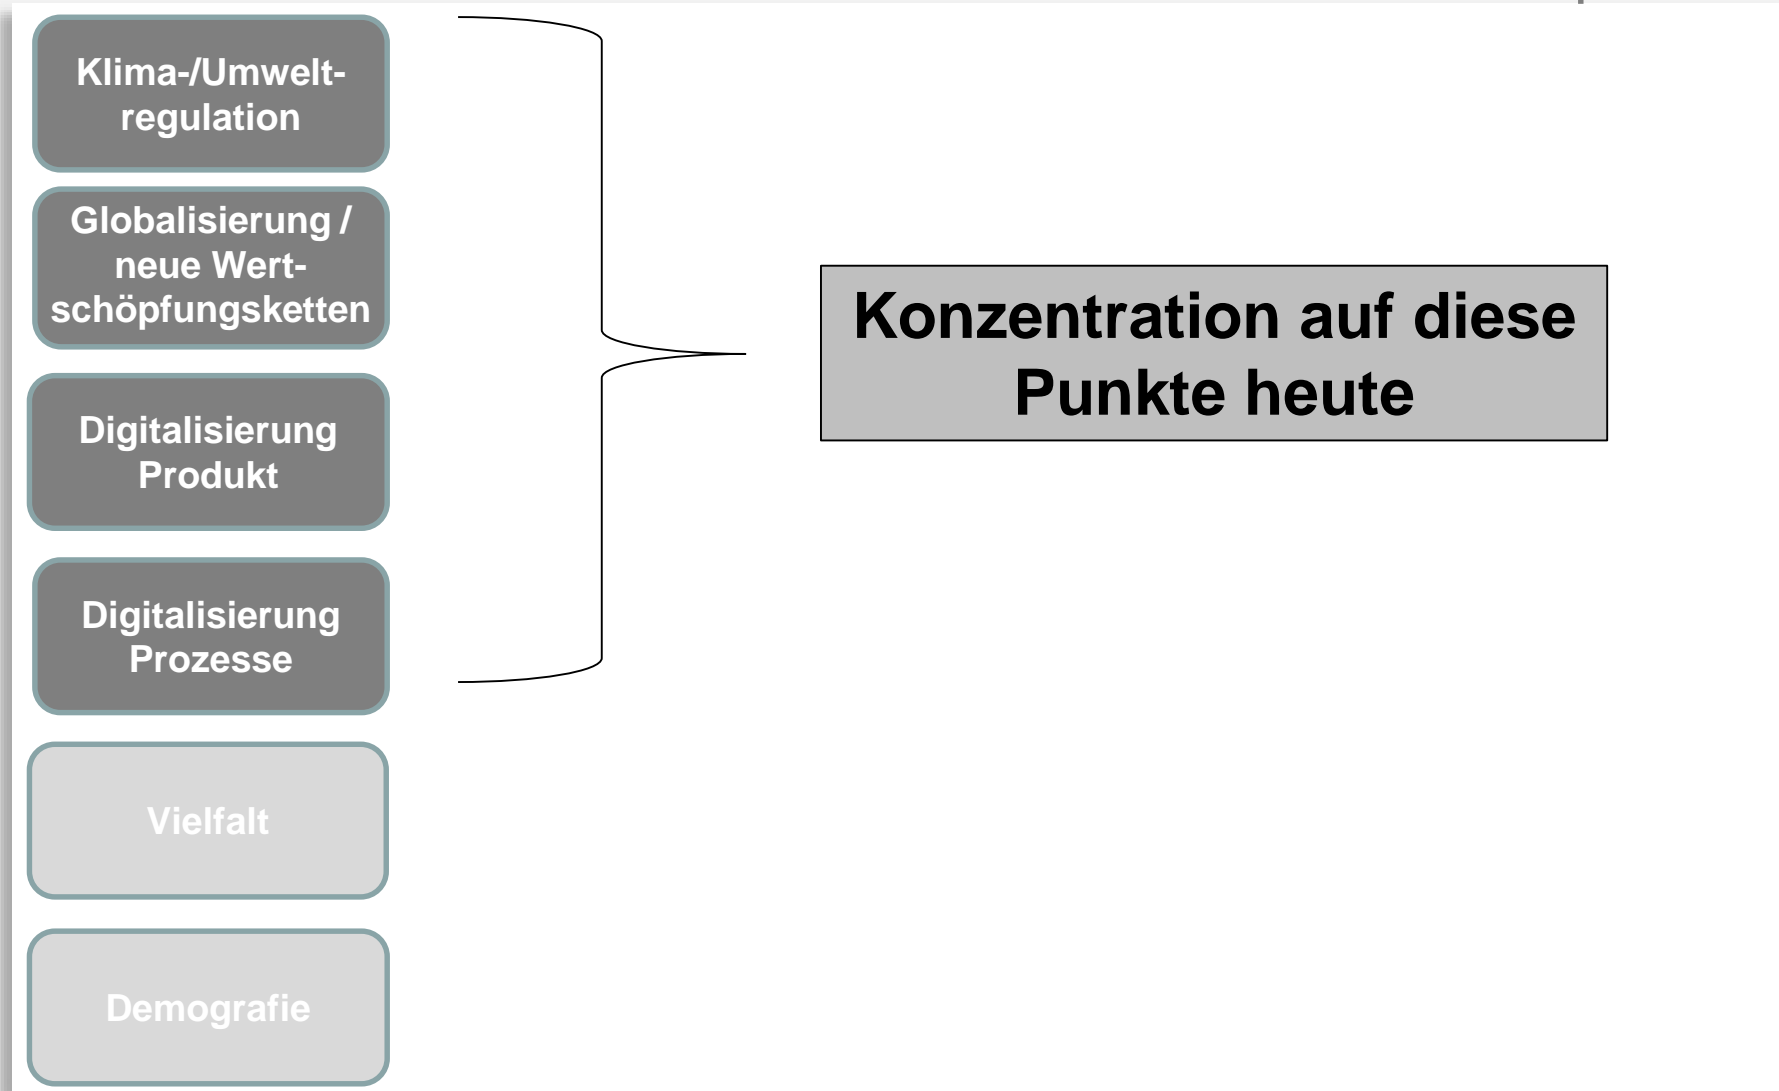 Klima-/Umwelt-
regulation
Globalisierung /
neue Wert-
schöpfungsketten
Digitalisierung
Produkt
Digitalisierung
Prozesse
Vielfalt
Demografie
Konzentration auf diese
Punkte heute